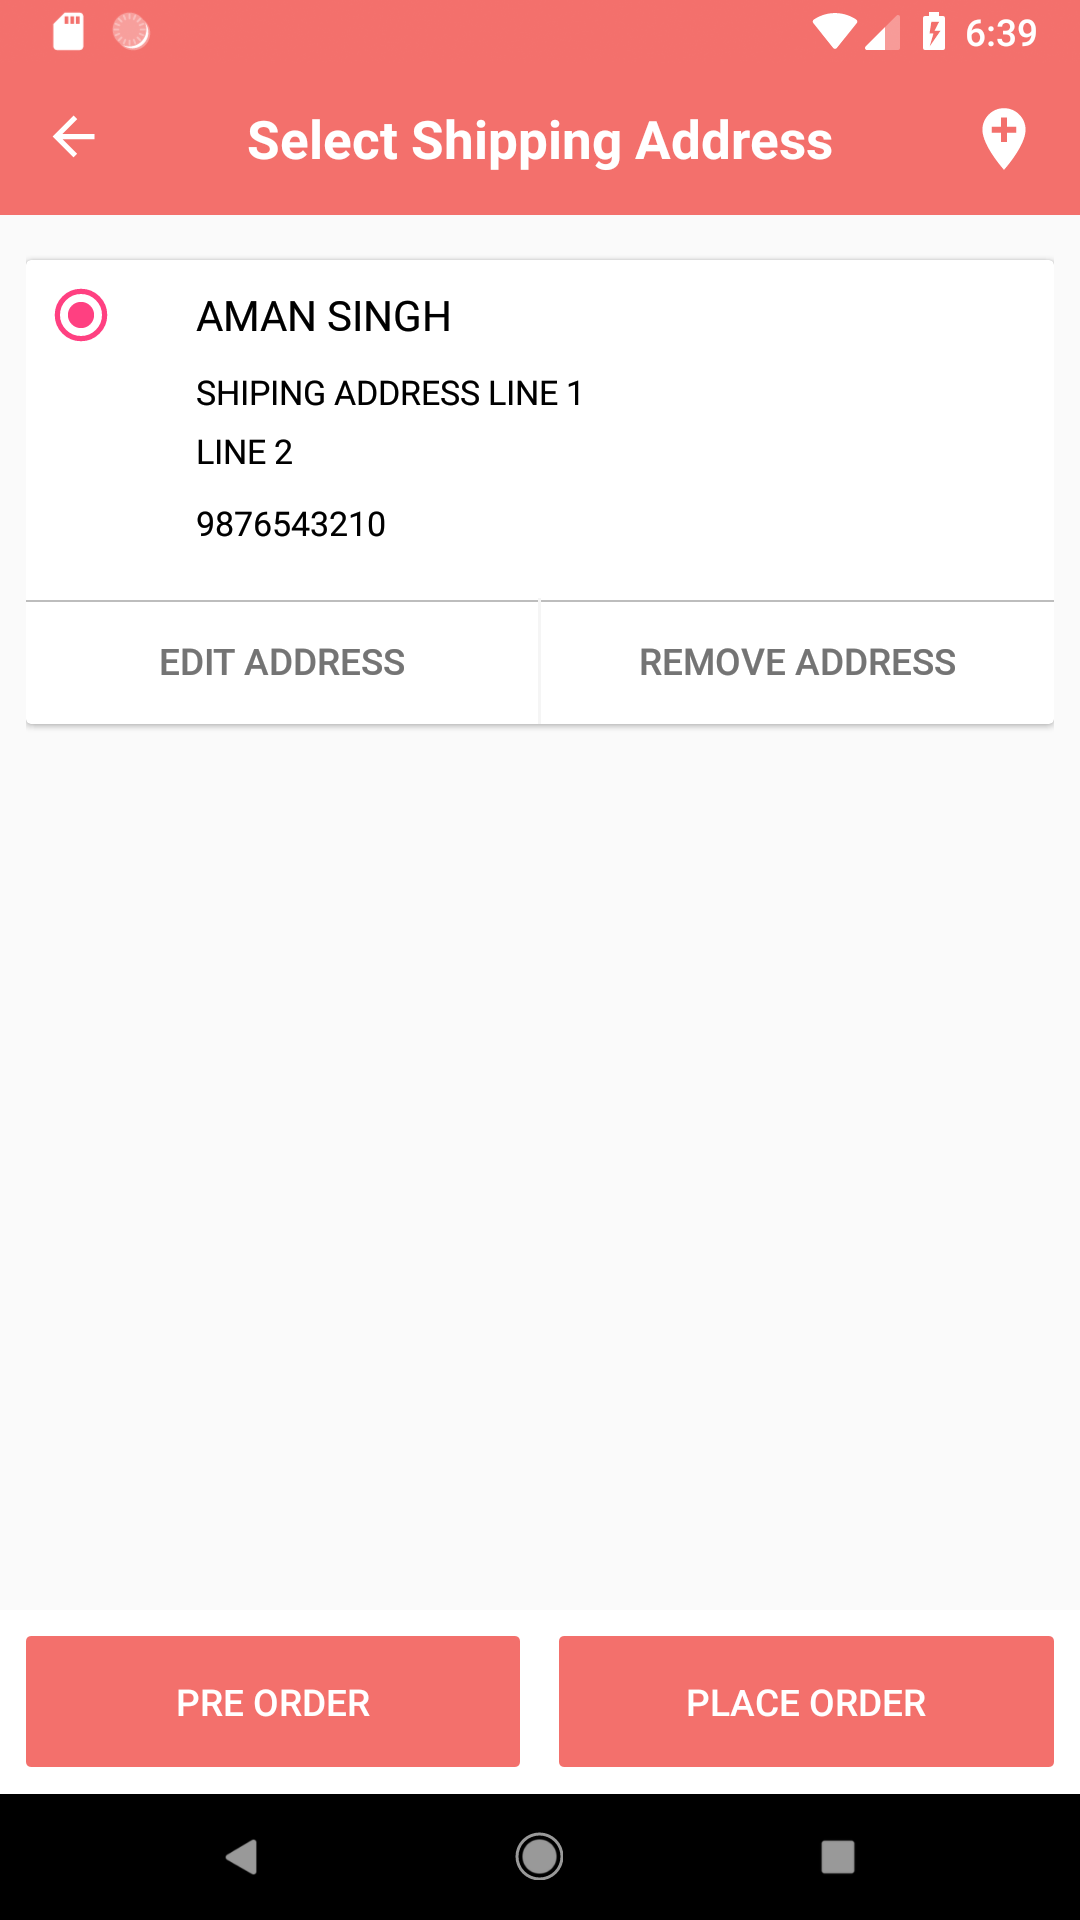 6:39
Select Shipping Address
AMAN SINGH
SHIPING ADDRESS LINE 1
LINE 2
9876543210
EDIT ADDRESS
REMOVE ADDRESS
PRE ORDER
PLACE ORDER